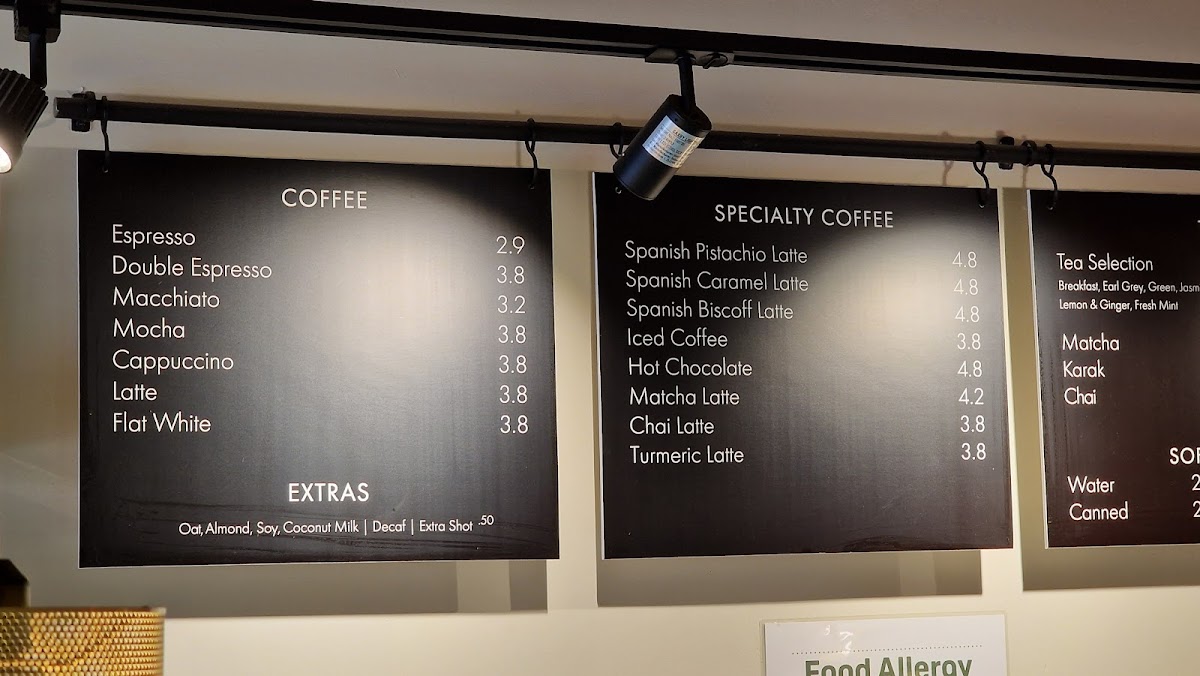 COFFEE
Espresso 2.9
Double Espresso 3.8
Macchiato 3.2
Mocha 3.8
Cappuccino 3.8
Latte 3.8
Flat White 3.8
EXTRAS
Oat, Almond, Soy, Coconut Milk | Decaf | Extra Shot .50
SPECIALTY COFFEE
Spanish Pistachio Latte 4.8
Spanish Caramel Latte 4.8
Spanish Biscoff Latte 4.8
Iced Coffee 3.8
Hot Chocolate 4.8
Matcha Latte 4.2
Chai Latte 3.8
Turmeric Latte 3.8
Tea Selection
Breakfast, Earl Grey, Green, Jasm
Lemon & Ginger, Fresh Mint
Matcha
Karak
Chai
SOF
Water 2
Canned 2
Food Allergy